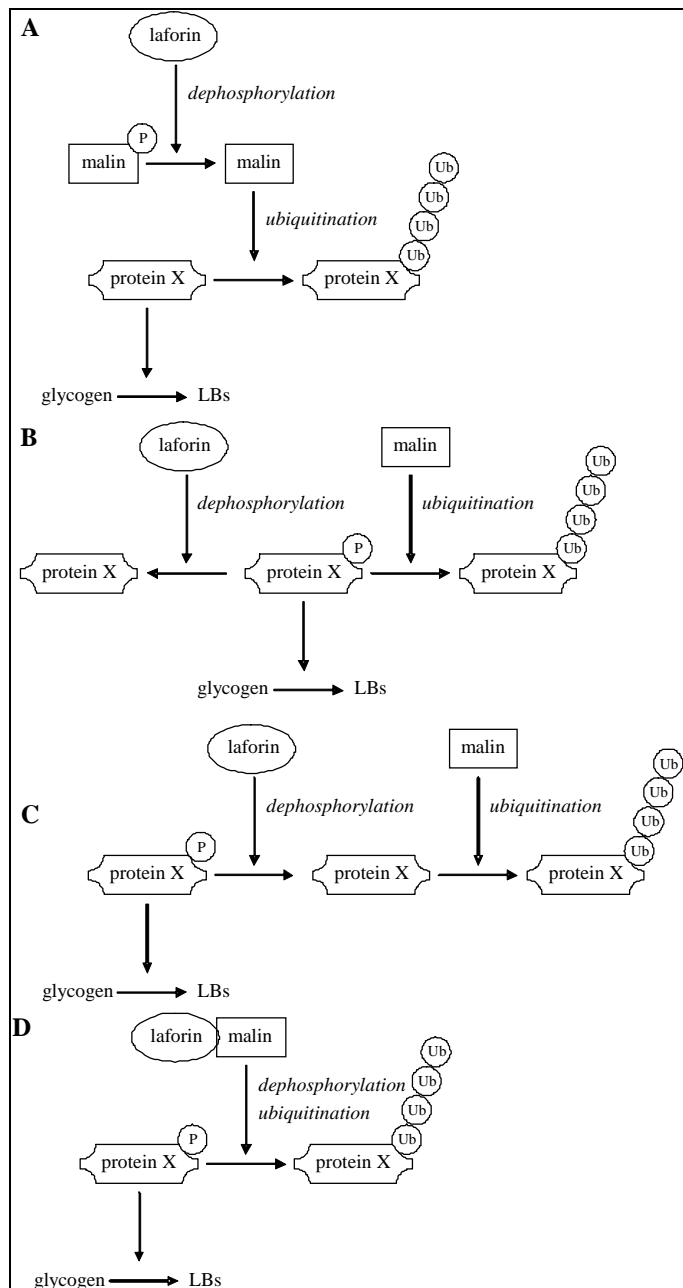 A
laforin
dephosphorylation
P
malin
malin
Ub
Ub
Ub
Ub
ubiquitination
protein X
protein X
glycogen
LBs
B
laforin
malin
Ub
Ub
Ub
Ub
dephosphorylation
ubiquitination
P
protein X
protein X
protein X
glycogen
LBs
C
laforin
malin
Ub
Ub
Ub
Ub
dephosphorylation
ubiquitination
P
protein X
protein X
protein X
glycogen
LBs
D
laforin
malin
Ub
Ub
Ub
Ub
dephosphorylation
ubiquitination
P
protein X
protein X
glycogen
LBs